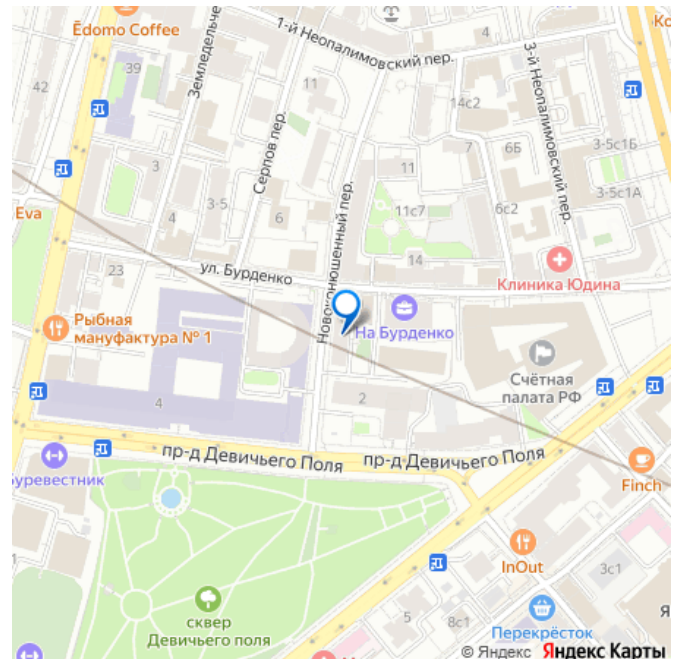 Ēdomo Coffee
1-й Неопалимовский пер.
39
42
11
14с2
3-й Неопалимовский пер.
3-5с1Б
3
Серпов пер.
11
7
6Б
3-5с1А
4
3-5
6
11с7
6с2
Eva
Новоконюшенный пер.
14
Клиника Юдина
23
ул. Бурденко
На Бурденко
Рыбная
мануфактура № 1
Счётная
палата РФ
4
2
пр-д Девичьего Поля
пр-д Девичьего Поля
Буревестник
Finch
InOut
3с1
сквер
Девичьего поля
5
8с1
Я
Перекрёсток
© Яндекс Яндекс Карты